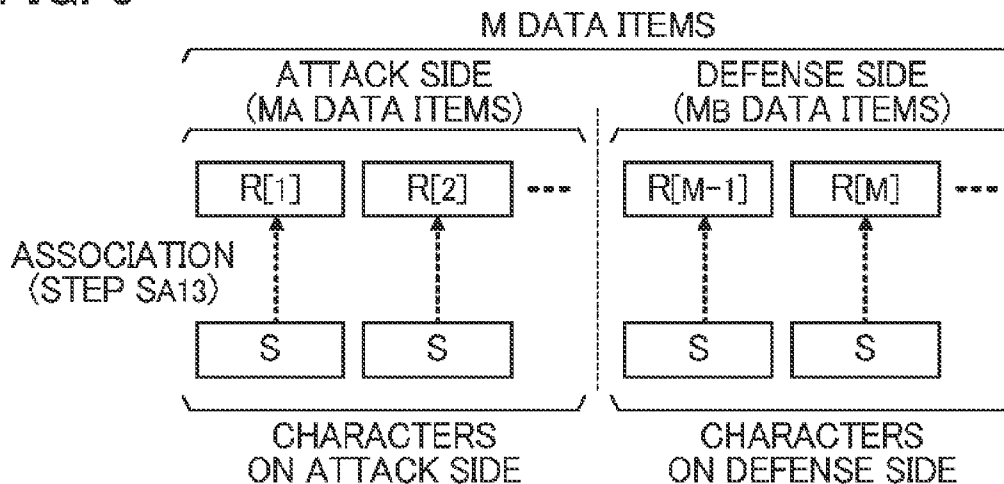 M DATA ITEMS
ATTACK SIDE
(MA DATA ITEMS)
DEFENSE SIDE
(MB DATA ITEMS)
R[1] R[2] --- R[M-1] R[M] ---
ASSOCIATION
(STEP SA13)
S S S S
CHARACTERS
ON ATTACK SIDE
CHARACTERS
ON DEFENSE SIDE